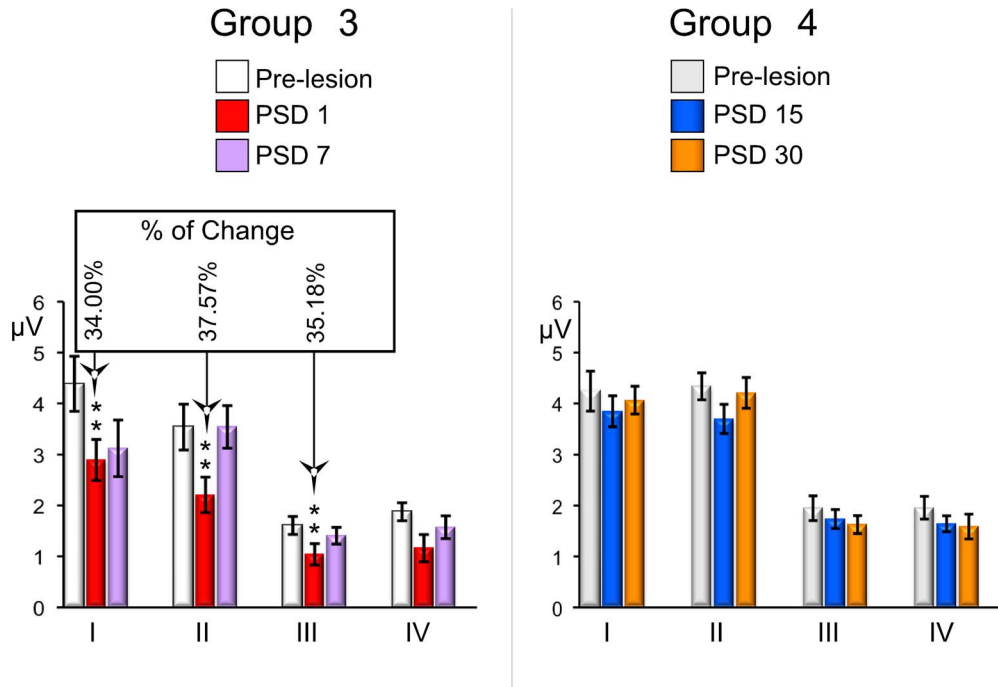 Group 3
Pre-lesion
PSD 1
PSD 7
% of Change
34.00%
37.57%
35.18%
6
µV
5
4
3
2
1
0
**
**
**
I
II
III
IV
Group 4
Pre-lesion
PSD 15
PSD 30
6
µV
5
4
3
2
1
0
I
II
III
IV